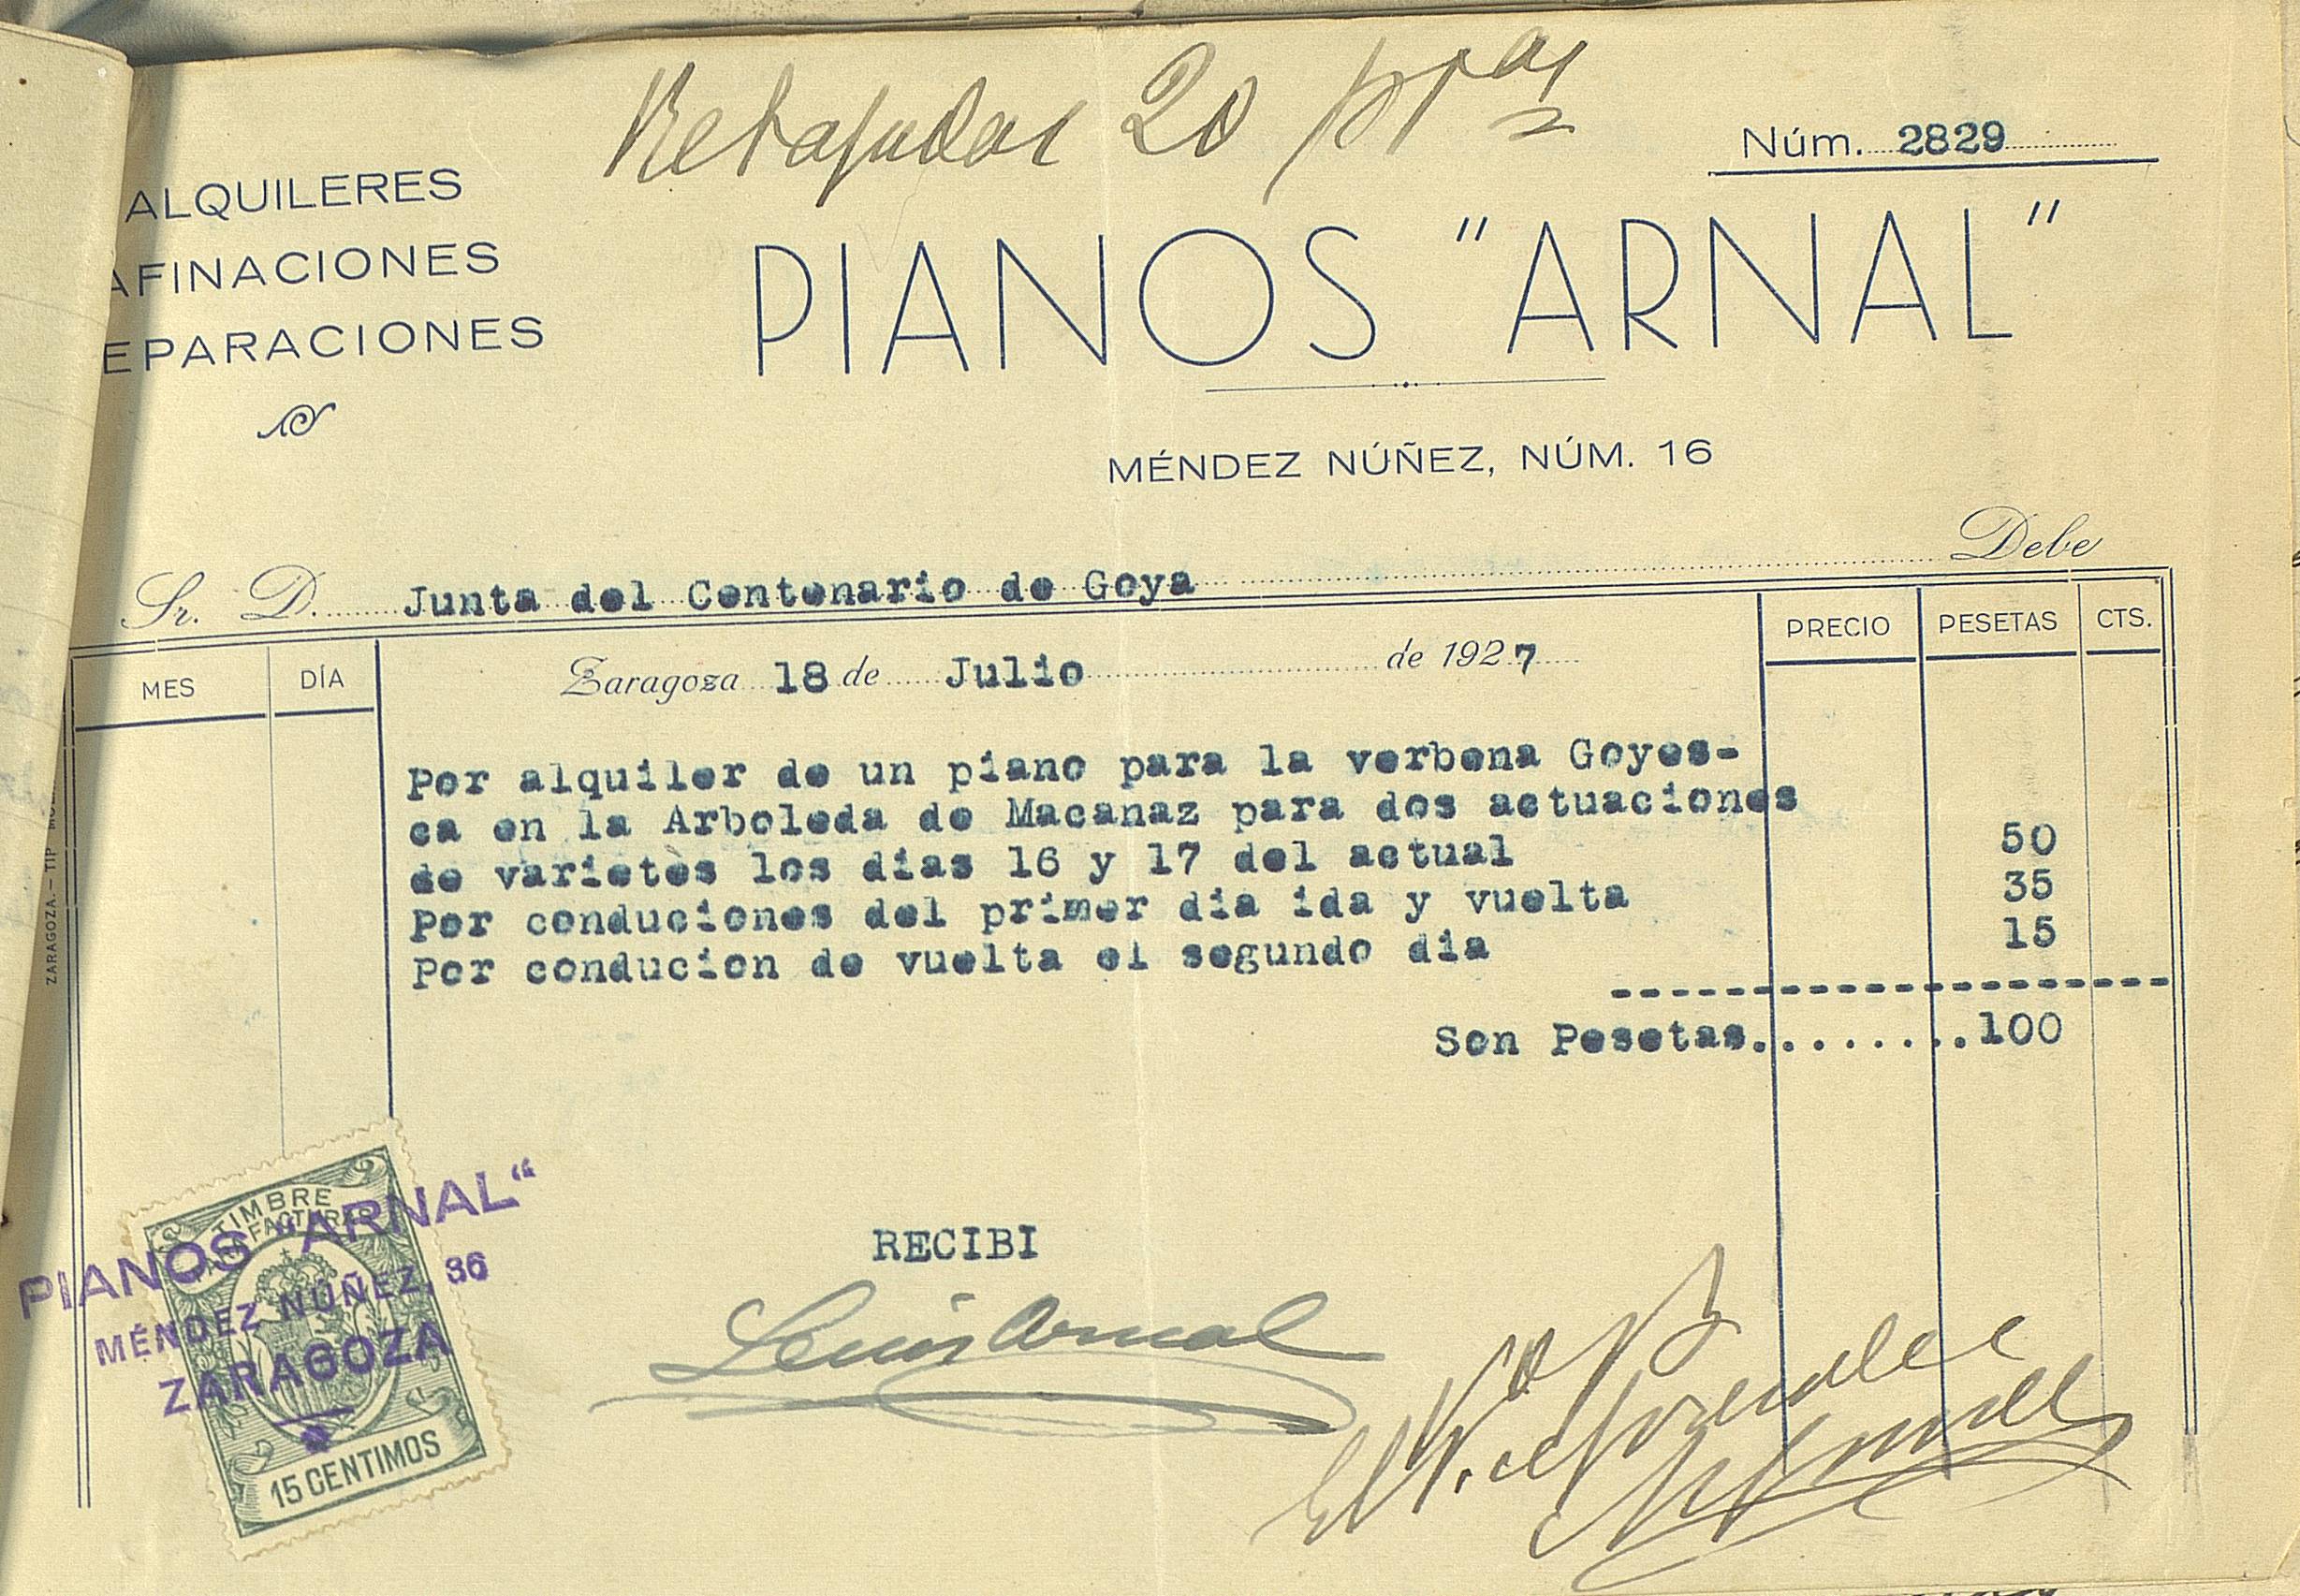 Rebajadas 20 ptas
Núm. 2829
ALQUILERES
AFINACIONES
EPARACIONES
PIANOS "ARNAL"
MÉNDEZ NÚÑEZ, NÚM. 16
Sr. D. Junta del Centenario de Goya Debe
MES DÍA Zaragoza 18 de Julio de 1927 PRECIO PESETAS CTS.
Por alquiler de un piano para la verbena Goyes-
ca en la Arboleda de Macanaz para dos actuaciones
de varietès los dias 16 y 17 del actual 50
Por conduciones del primer dia ida y vuelta 35
Por conducion de vuelta el segundo dia 15
Son Pesetas........100
ZARAGOZA.— TIP
TIMBRE
FACTURAS
15 CENTIMOS
PIANOS "ARNAL"
MÉNDEZ NÚÑEZ, 36
ZARAGOZA
RECIBI
Luis Arnal
Vº Bº